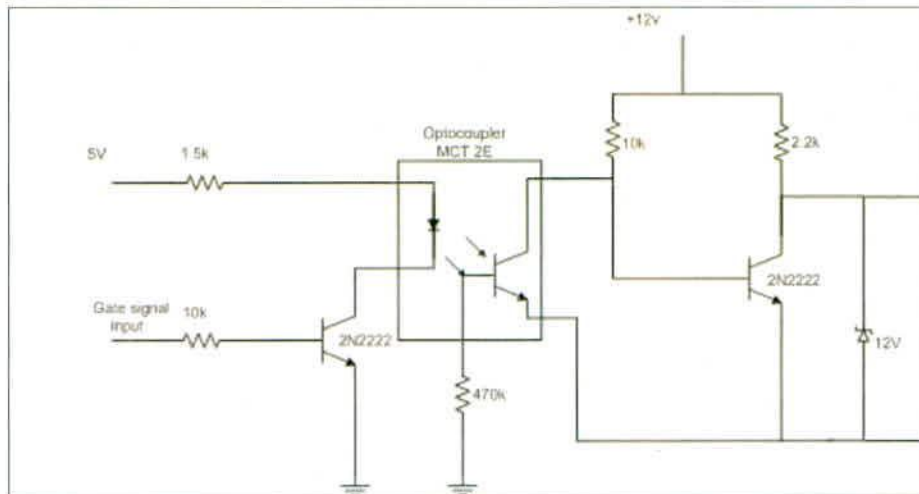 +12V
Optocoupler
MCT 2E
5V
1.5k
10k
2.2k
2N2222
Gate signal
input
10k
2N2222
12V
470k